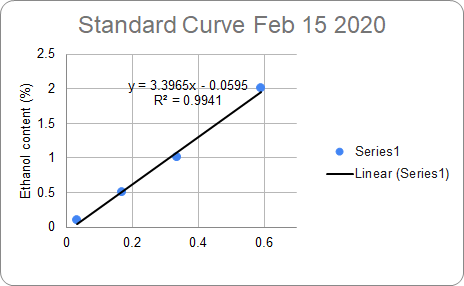 Standard Curve Feb 15 2020
2.5
y = 3.3965x - 0.0595
R² = 0.9941
2
1.5
1
0.5
0
Ethanol content (%)
0
0.2
0.4
0.6
Series1
Linear (Series1)